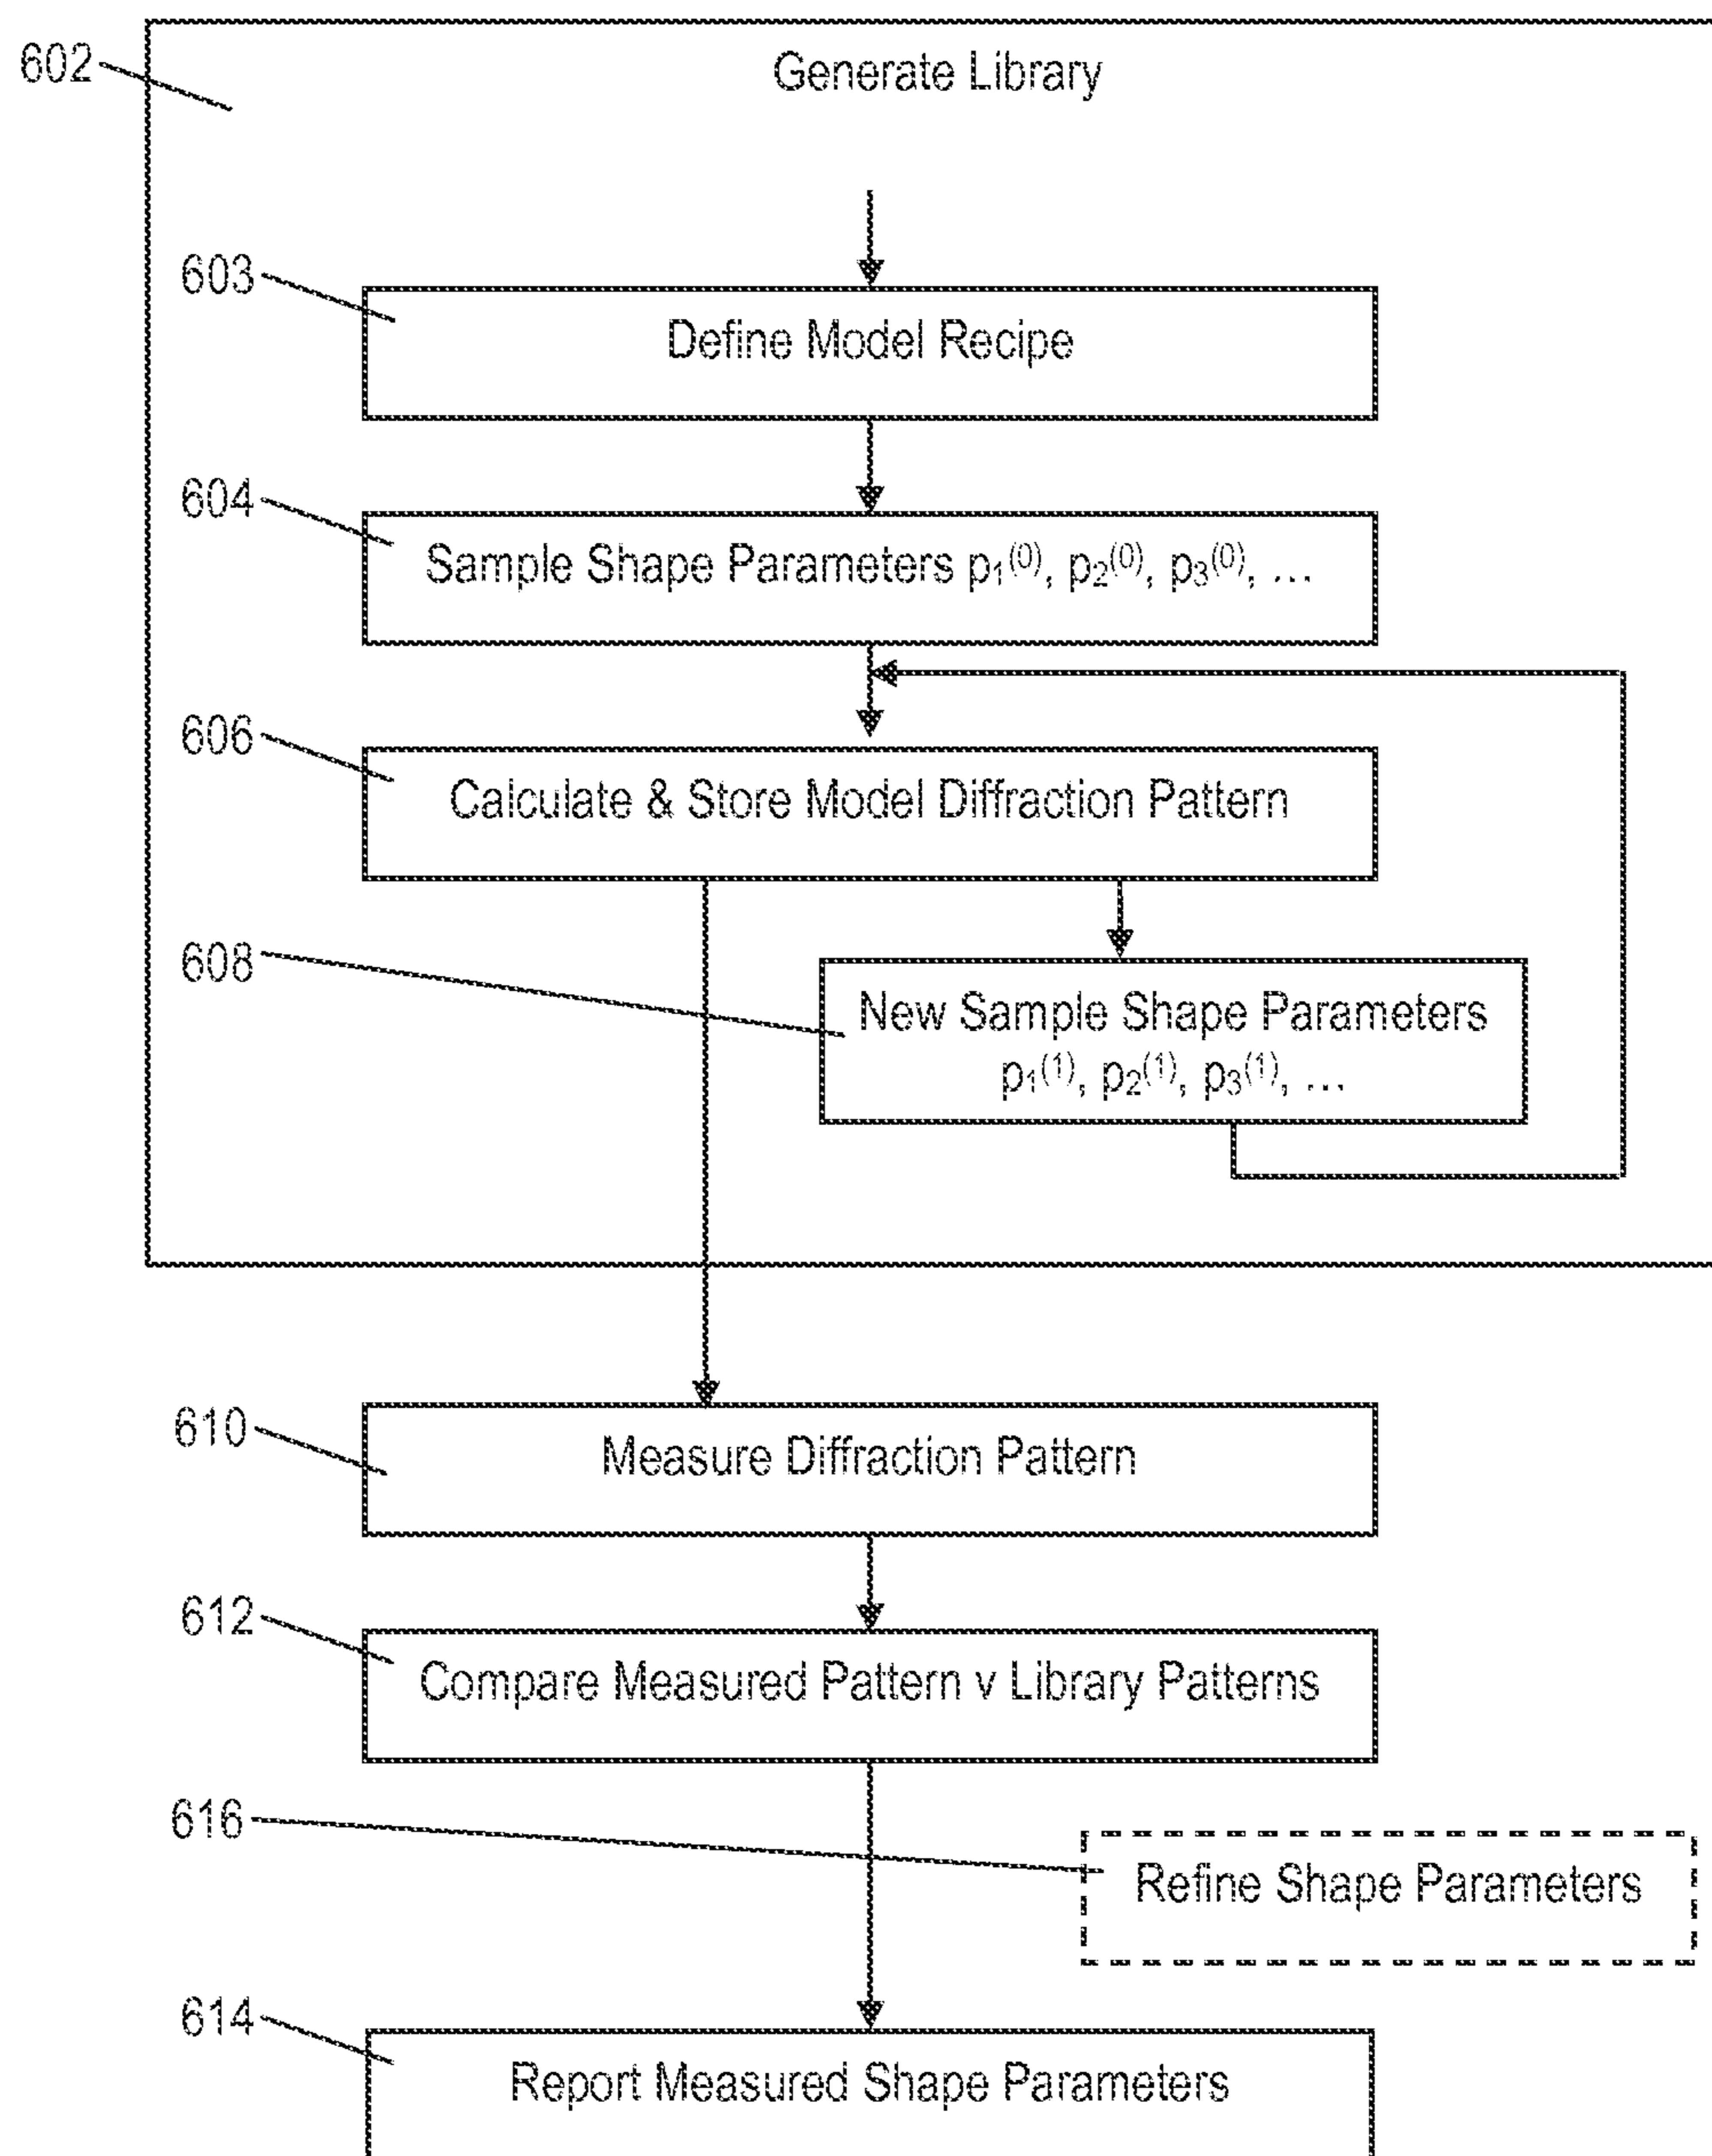 602
Generate Library
603
Define Model Recipe
604
Sample Shape Parameters p₁⁽⁰⁾, p₂⁽⁰⁾, p₃⁽⁰⁾, ...
606
Calculate & Store Model Diffraction Pattern
608
New Sample Shape Parameters
p₁⁽¹⁾, p₂⁽¹⁾, p₃⁽¹⁾, ...
610
Measure Diffraction Pattern
612
Compare Measured Pattern v Library Patterns
616
Refine Shape Parameters
614
Report Measured Shape Parameters